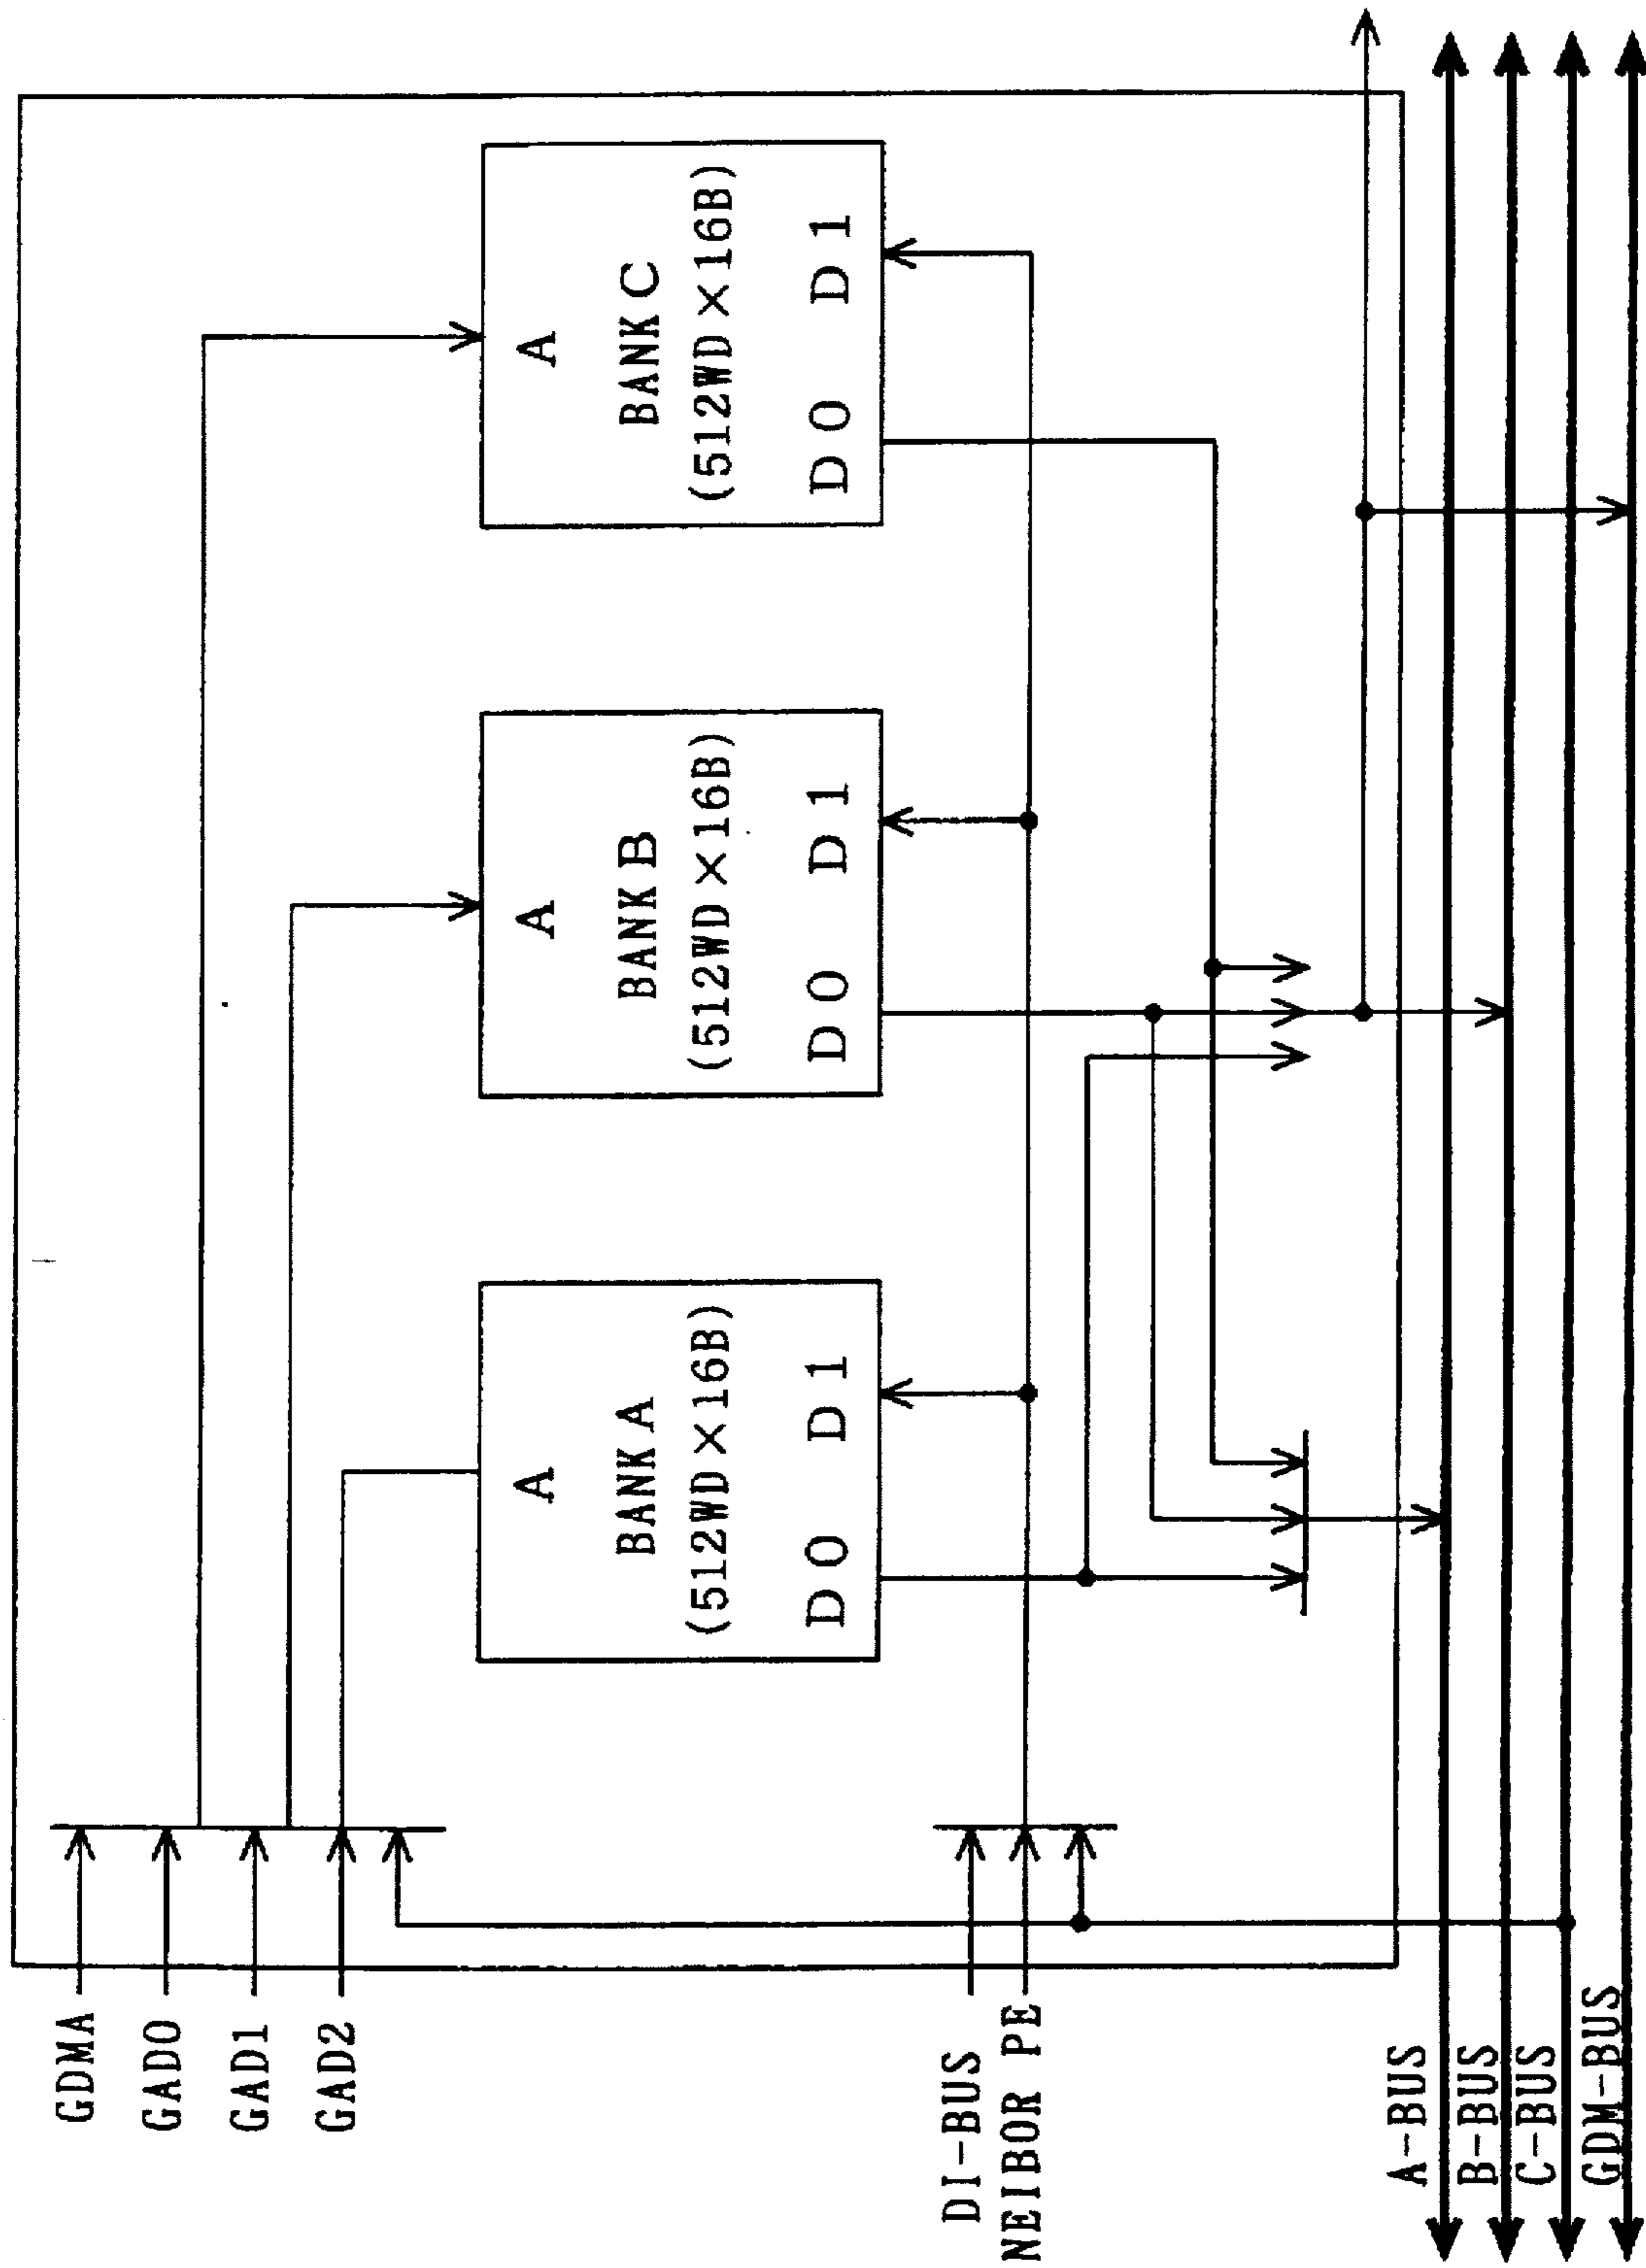 GDMA
GAD0
GAD1
GAD2
A
BANK A
(512WD×16B)
D0 D1
A
BANK B
(512WD×16B)
D0 D1
A
BANK C
(512WD×16B)
D0 D1
DI-BUS
NEIBOR PE
A-BUS
B-BUS
C-BUS
GDM-BUS